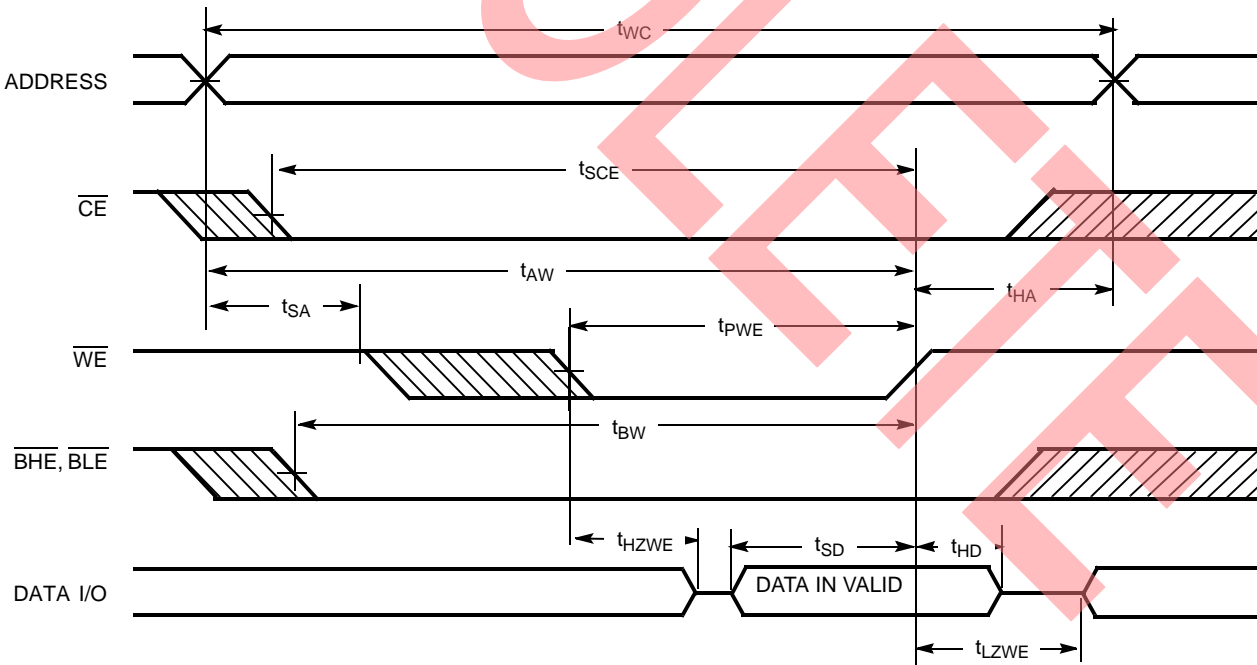 tWC
ADDRESS
tSCE
CE
tAW
tSA
tHA
tPWE
WE
tBW
BHE, BLE
tHZWE
tSD
tHD
DATA I/O
DATA IN VALID
tLZWE